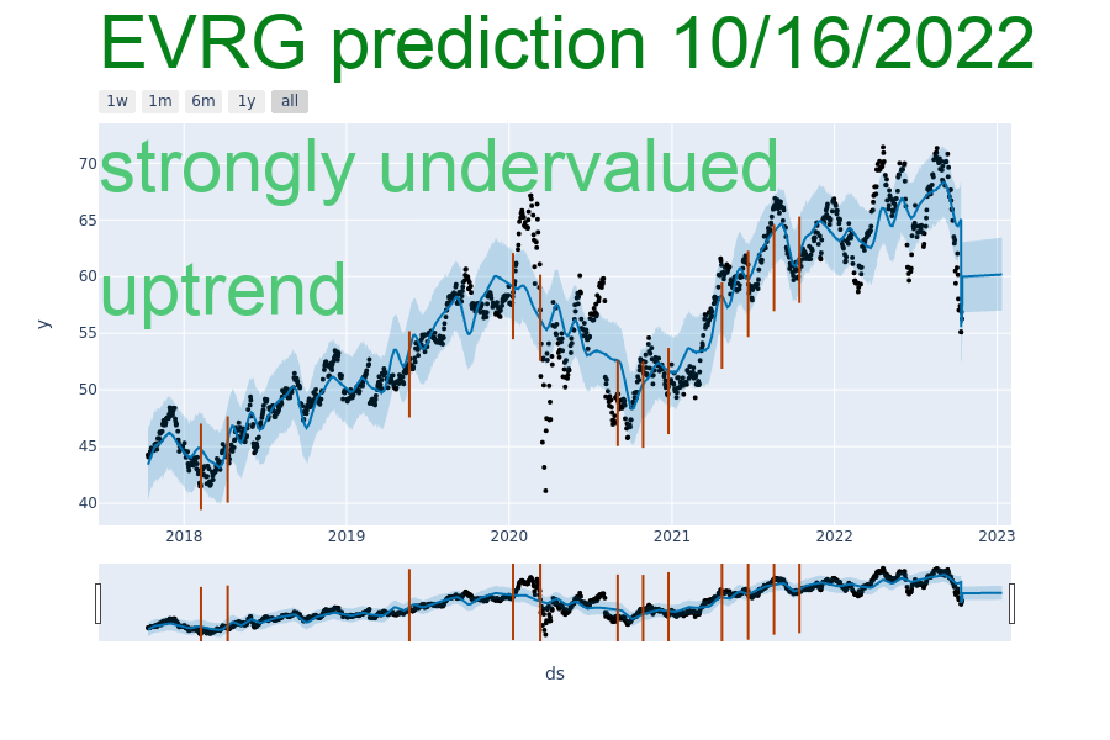 EVRG prediction 10/16/2022
1w 1m 6m 1y all
strongly undervalued
uptrend
70
65
60
55
50
45
40
y
2018 2019 2020 2021 2022 2023
ds